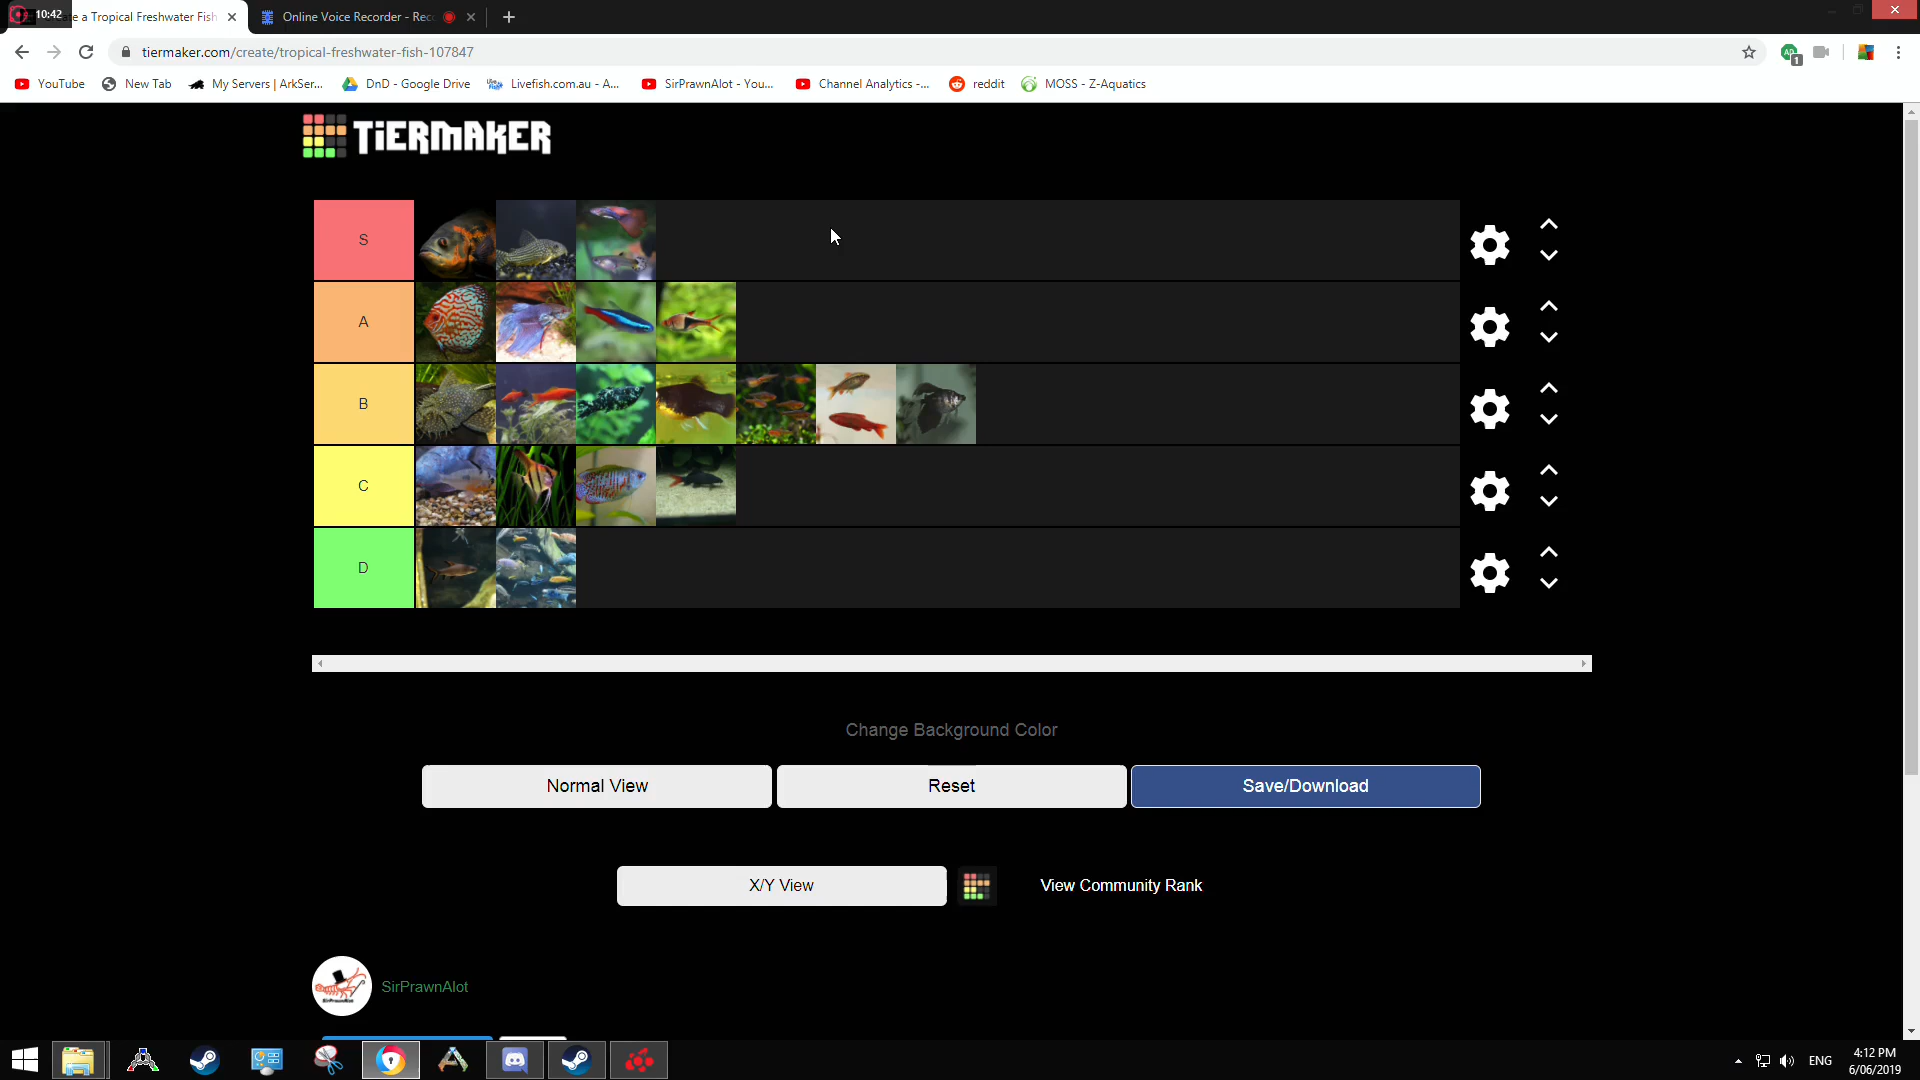 10:42
ate a Tropical Freshwater Fish
Online Voice Recorder - Rec
tiermaker.com/create/tropical-freshwater-fish-107847
YouTube
New Tab
My Servers | ArkSer...
DnD - Google Drive
Livefish.com.au - A...
SirPrawnAlot - You...
Channel Analytics -...
reddit
MOSS - Z-Aquatics
TiERMAKER
S
A
B
C
D
Change Background Color
Normal View
Reset
Save/Download
X/Y View
View Community Rank
SirPrawnAlot
ENG
4:12 PM
6/06/2019